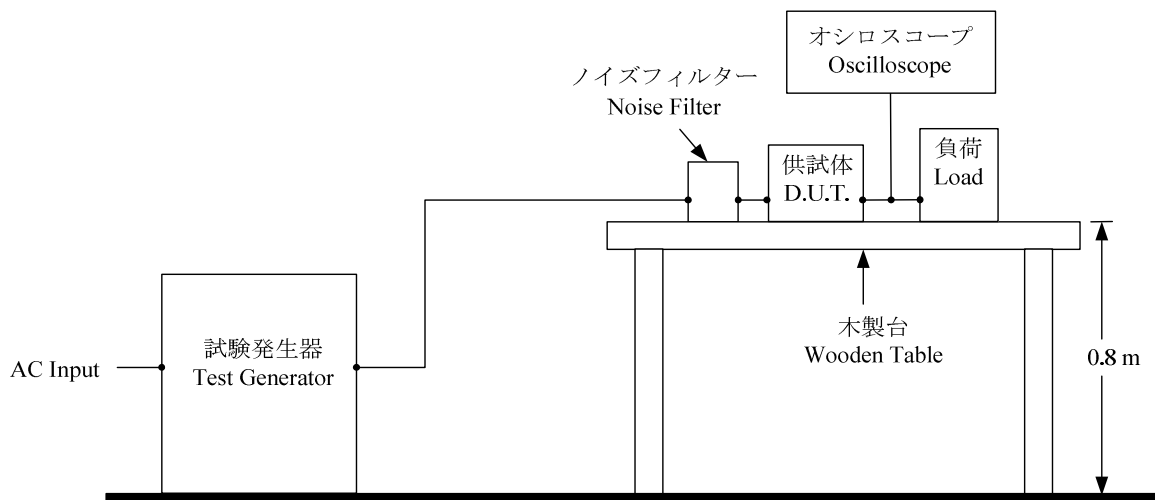 オシロスコープ
Oscilloscope
ノイズフィルター
Noise Filter
供試体
D.U.T.
負荷
Load
木製台
Wooden Table
0.8 m
試験発生器
Test Generator
AC Input